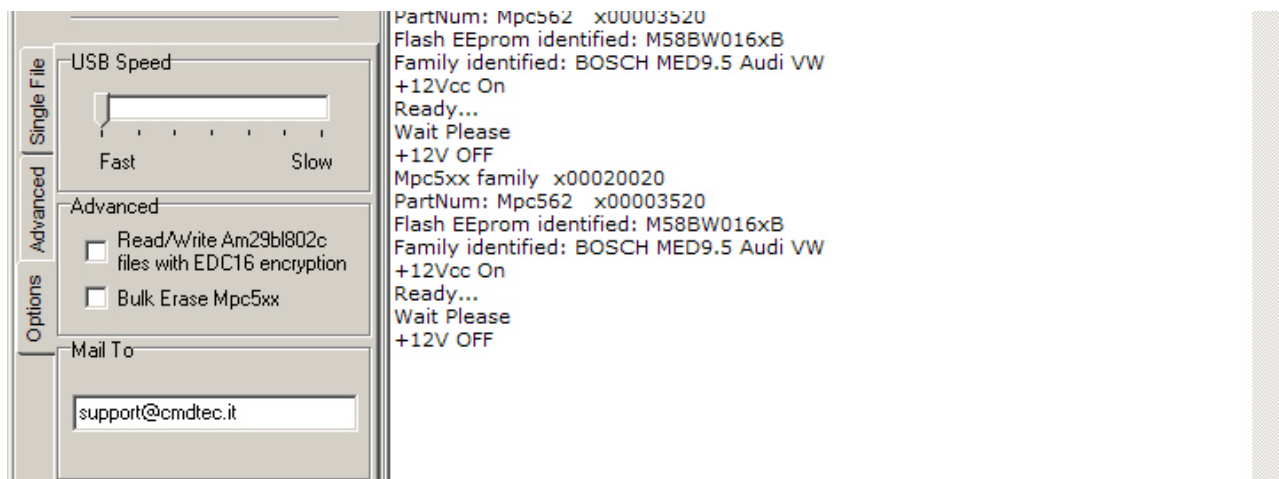 Single File
Advanced
Options
USB Speed
Fast
Slow
Advanced
Read/Write Am29bl802c
files with EDC16 encryption
Bulk Erase Mpc5xx
Mail To
support@cmdtec.it
PartNum: Mpc562 x00003520
Flash EEprom identified: M58BW016xB
Family identified: BOSCH MED9.5 Audi VW
+12Vcc On
Ready...
Wait Please
+12V OFF
Mpc5xx family x00020020
PartNum: Mpc562 x00003520
Flash EEprom identified: M58BW016xB
Family identified: BOSCH MED9.5 Audi VW
+12Vcc On
Ready...
Wait Please
+12V OFF